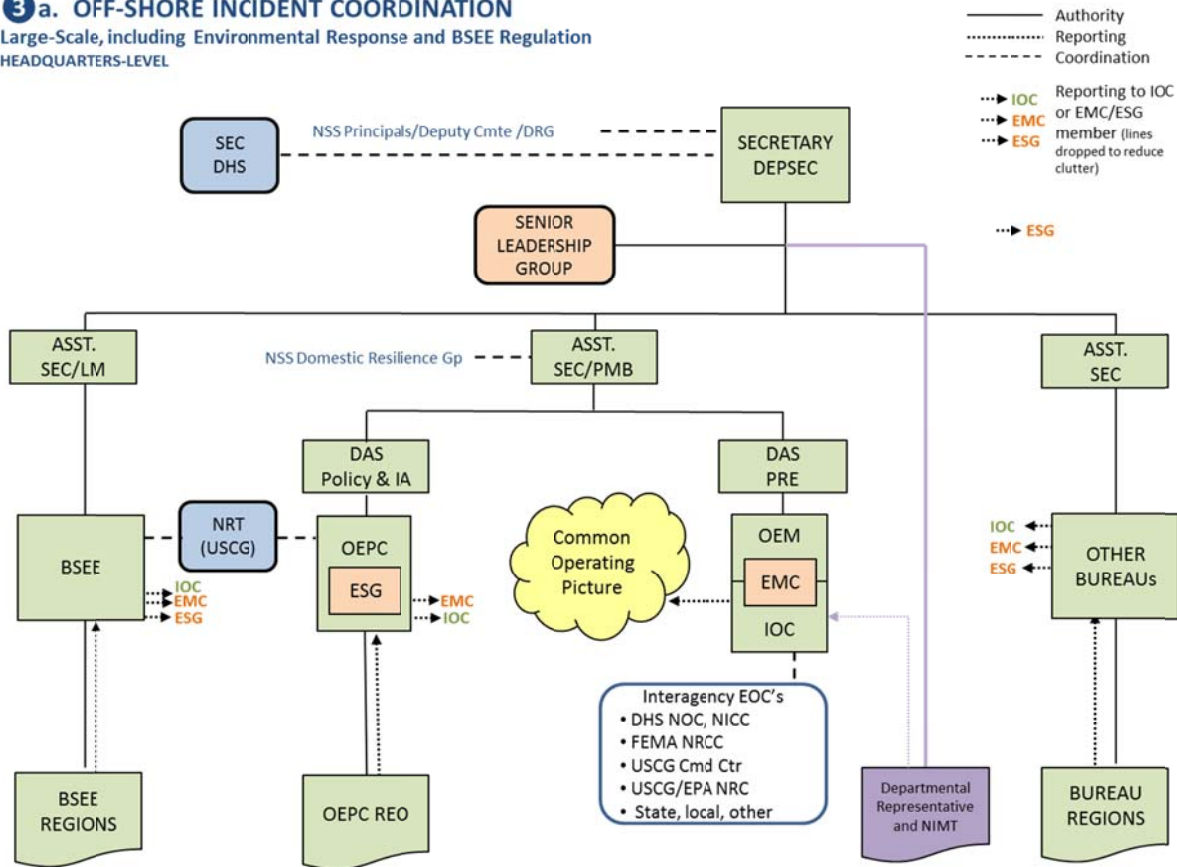 3 a. OFF-SHORE INCIDENT COORDINATION
Large-Scale, including Environmental Response and BSEE Regulation
HEADQUARTERS-LEVEL
Authority
Reporting
Coordination
IOC
EMC
ESG
Reporting to IOC
or EMC/ESG
member (lines
dropped to reduce
clutter)
ESG
SEC
DHS
NSS Principals/Deputy Cmte /DRG
SECRETARY
DEPSEC
SENIOR
LEADERSHIP
GROUP
ASST.
SEC/LM
NSS Domestic Resilience Gp
ASST.
SEC/PMB
ASST.
SEC
DAS
Policy & IA
DAS
PRE
BSEE
IOC
EMC
ESG
NRT
(USCG)
OEPC
ESG
EMC
IOC
Common
Operating
Picture
OEM
EMC
IOC
IOC
EMC
ESG
OTHER
BUREAUs
Interagency EOC's
• DHS NOC, NICC
• FEMA NRCC
• USCG Cmd Ctr
• USCG/EPA NRC
• State, local, other
BSEE
REGIONS
OEPC REO
Departmental
Representative
and NIMT
BUREAU
REGIONS